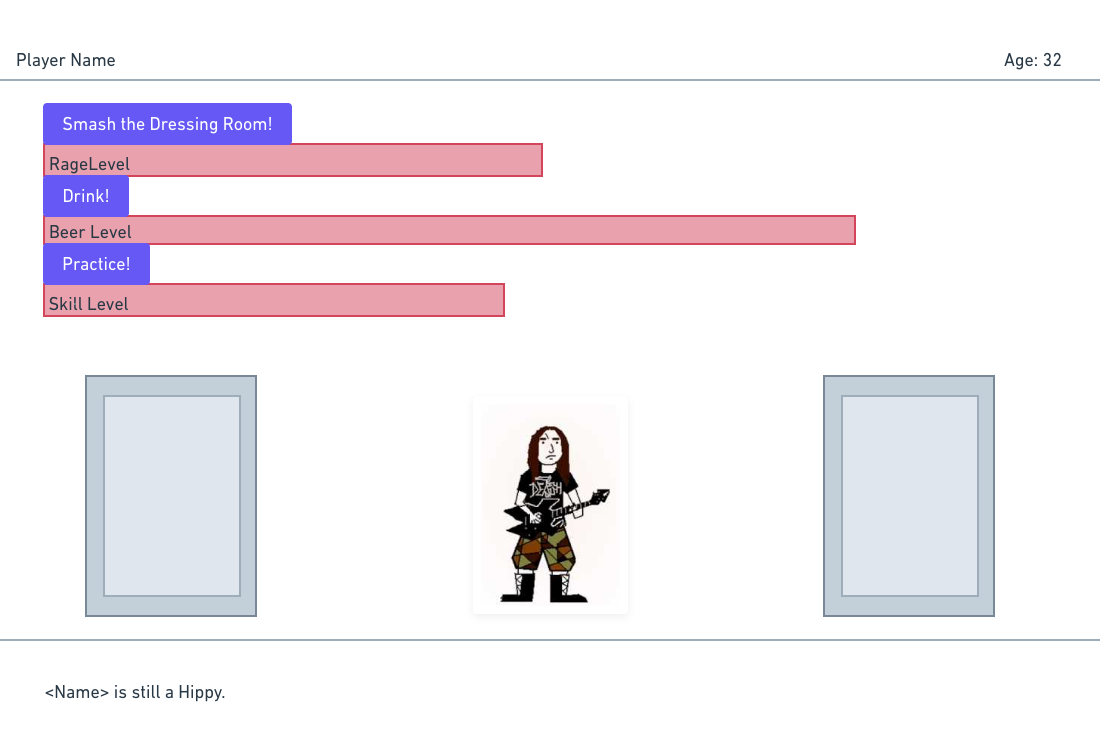 Player Name
Age: 32
Smash the Dressing Room!
RageLevel
Drink!
Beer Level
Practice!
Skill Level
DEATH
<Name> is still a Hippy.